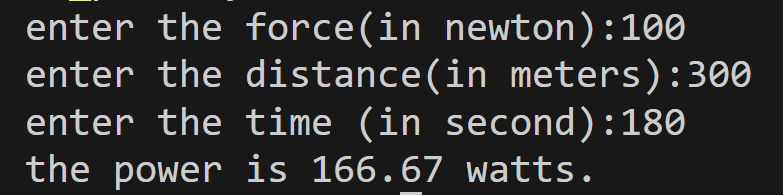 enter the force(in newton):100
enter the distance(in meters):300
enter the time (in second):180
the power is 166.67 watts.